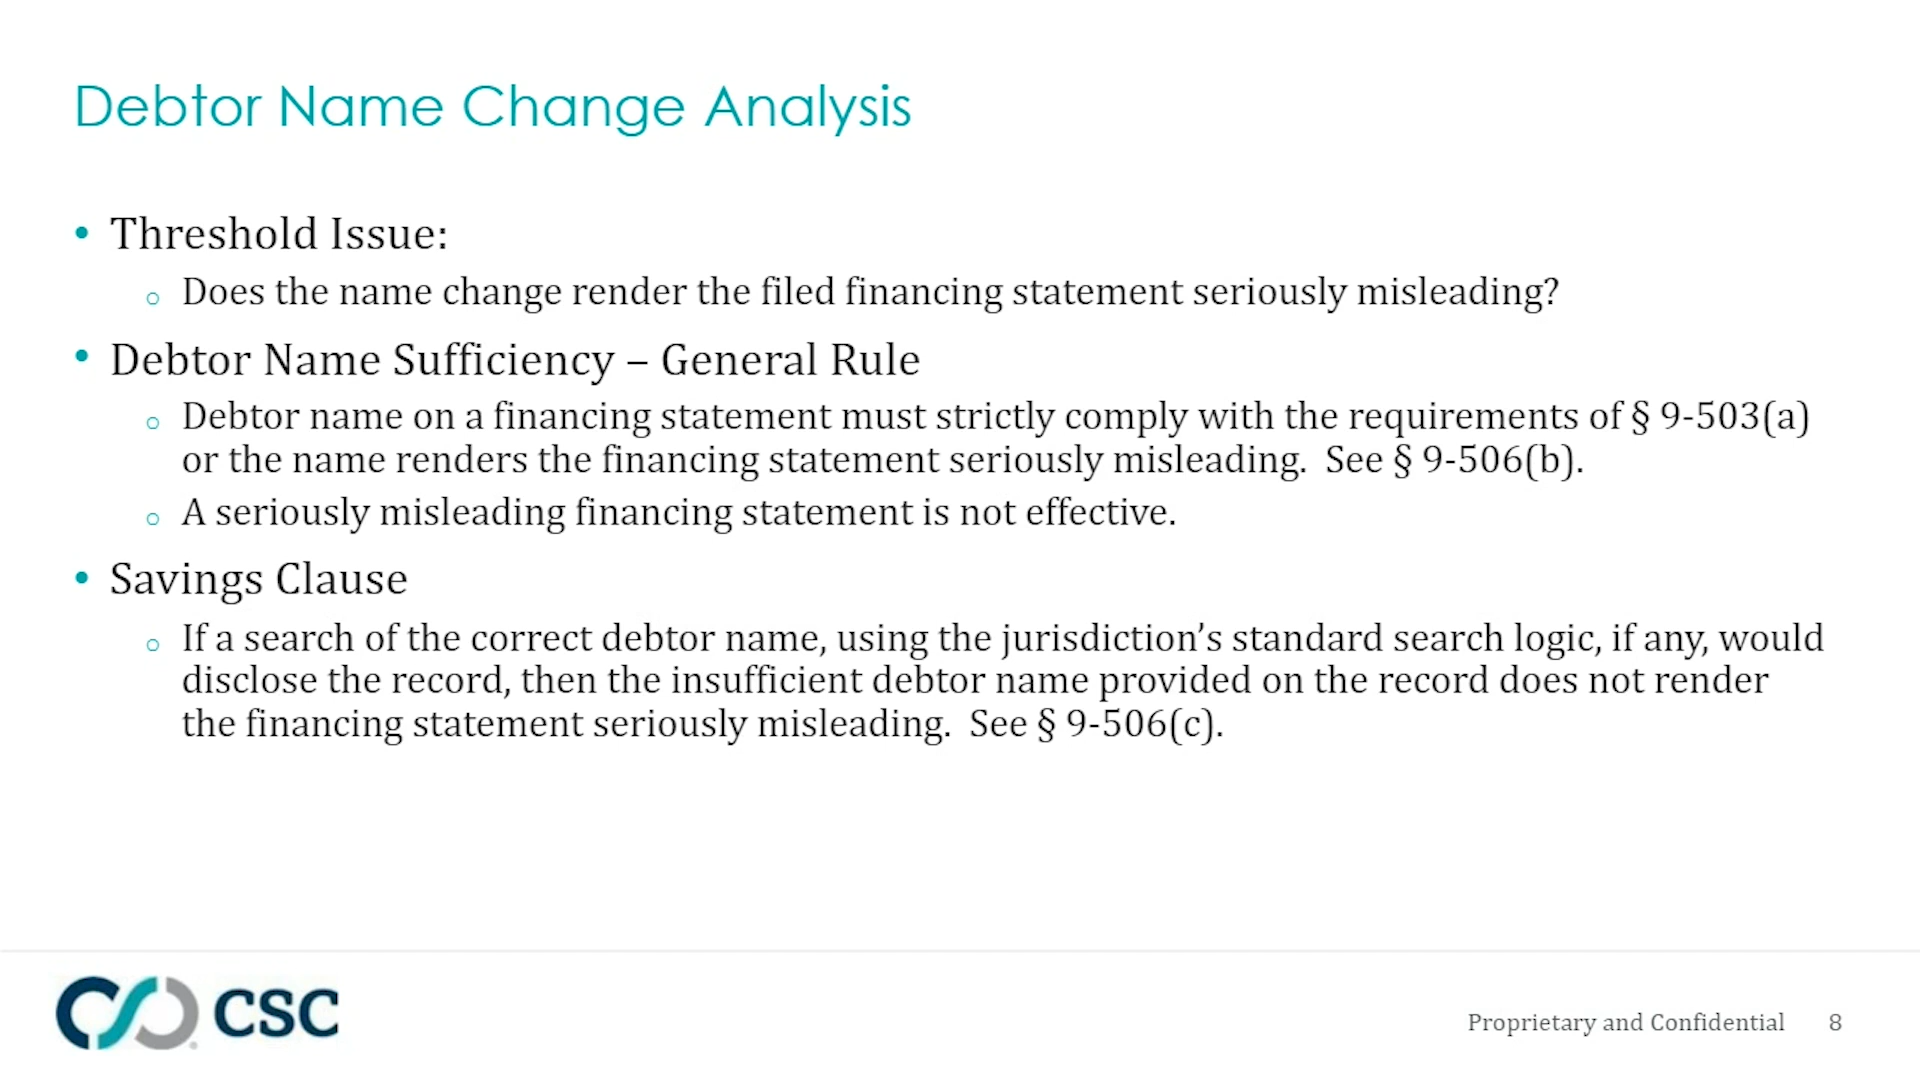 Debtor Name Change Analysis
• Threshold Issue:
○ Does the name change render the filed financing statement seriously misleading?
• Debtor Name Sufficiency – General Rule
○ Debtor name on a financing statement must strictly comply with the requirements of § 9-503(a)
or the name renders the financing statement seriously misleading.  See § 9-506(b).
○ A seriously misleading financing statement is not effective.
• Savings Clause
○ If a search of the correct debtor name, using the jurisdiction’s standard search logic, if any, would
disclose the record, then the insufficient debtor name provided on the record does not render
the financing statement seriously misleading.  See § 9-506(c).
CSC
Proprietary and Confidential 8